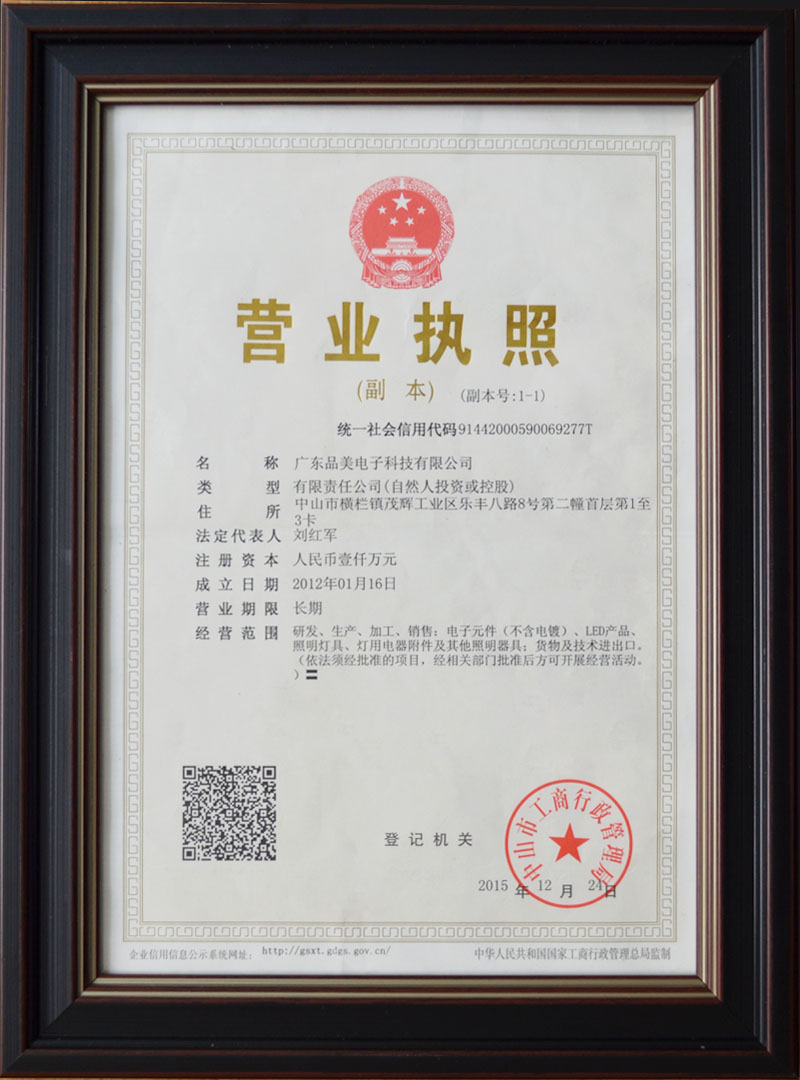 营业执照
(副 本) (副本号:1-1)
统一社会信用代码91442000590069277T
名 称 广东品美电子科技有限公司
类 型 有限责任公司(自然人投资或控股)
住 所 中山市横栏镇茂辉工业区乐丰八路8号第二幢首层第1至
3卡
法定代表人 刘红军
注册资本 人民币壹仟万元
成立日期 2012年01月16日
营业期限 长期
经营范围 研发、生产、加工、销售：电子元件（不含电镀）、LED产品、
照明灯具、灯用电器附件及其他照明器具；货物及技术进出口。
（依法须经批准的项目，经相关部门批准后方可开展经营活动。
）〓
登记机关
中山市工商行政管理局
2015 年 12 月 24日
企业信用信息公示系统网址： http://gsxt.gdgs.gov.cn/ 中华人民共和国国家工商行政管理总局监制